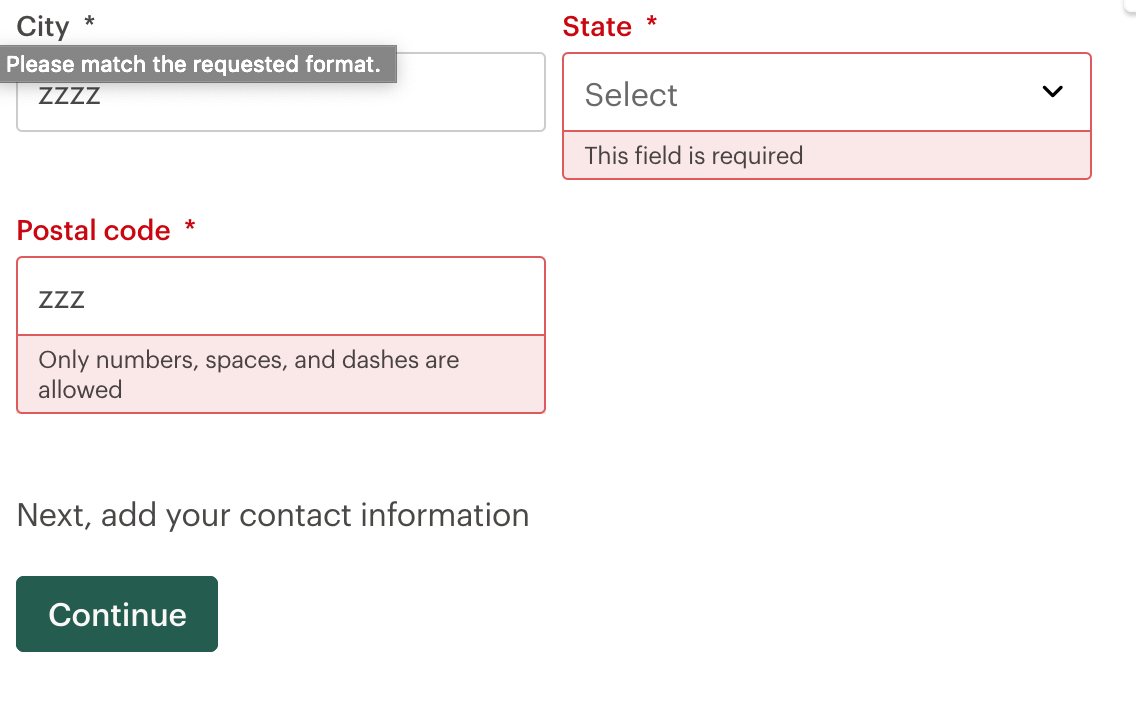 City *
State *
Please match the requested format.
zzzz
Select
This field is required
Postal code *
zzz
Only numbers, spaces, and dashes are
allowed
Next, add your contact information
Continue